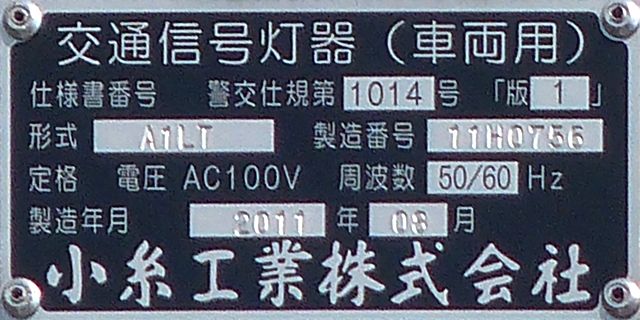 交通信号灯器（車両用）
仕様書番号 警交仕規第 1014 号 「版 1 」
形式 A1LT 製造番号 11H0756
定格 電圧 AC100V 周波数 50/60 Hz
製造年月 2011 年 08 月
小糸工業株式会社